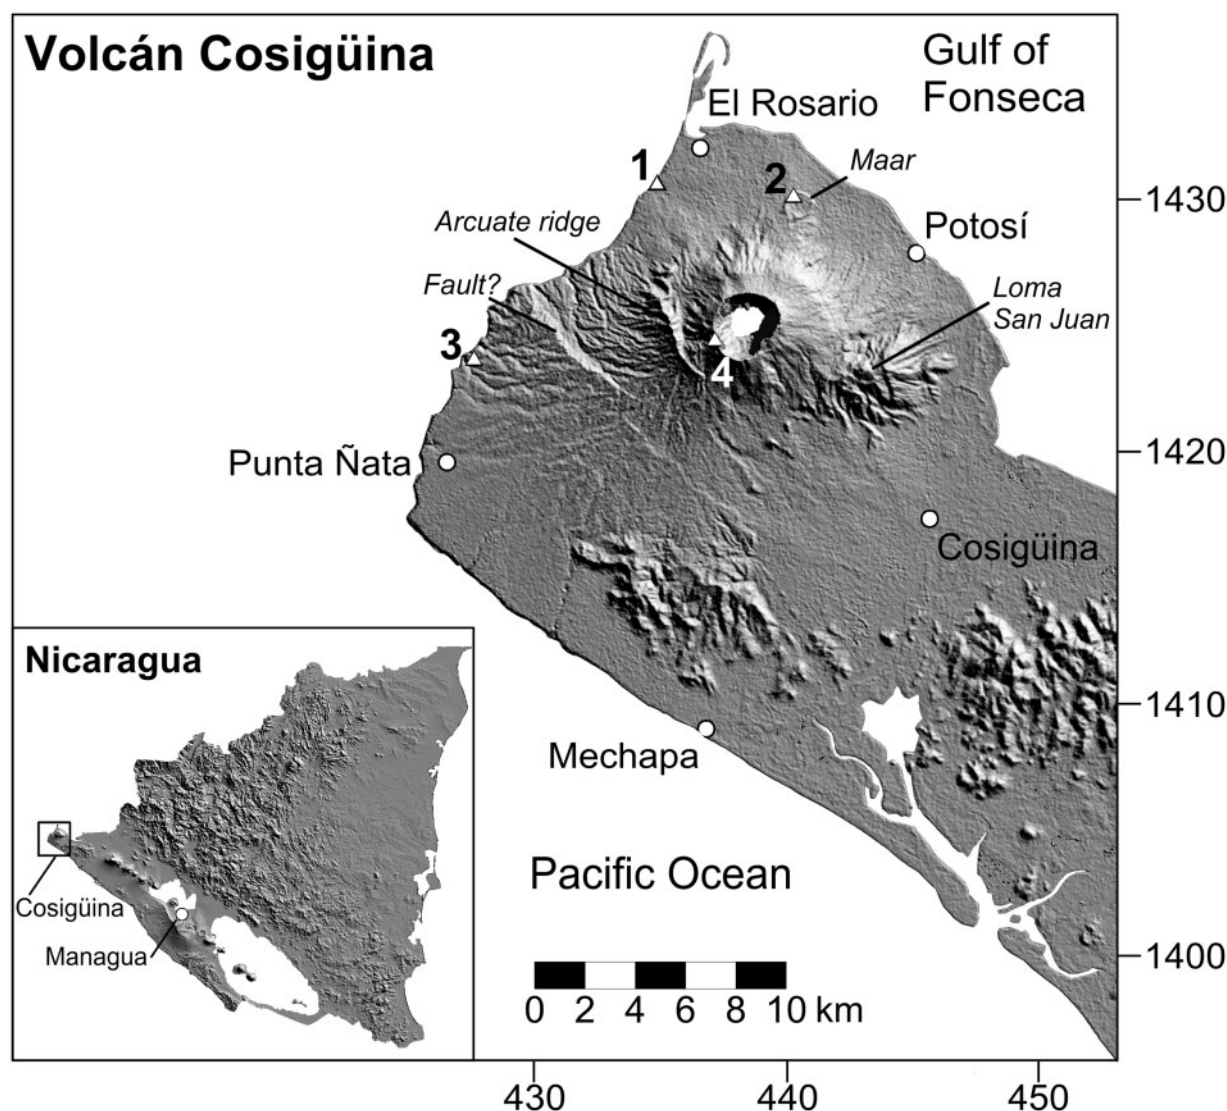 Volcán Cosigüina
Gulf of
Fonseca
El Rosario
1
2
Maar
1430
Arcuate ridge
Potosí
Fault?
Loma
San Juan
3
4
Punta Ñata
1420
Cosigüina
Nicaragua
1410
Mechapa
Pacific Ocean
Cosigüina
Managua
1400
0 2 4 6 8 10 km
430 440 450